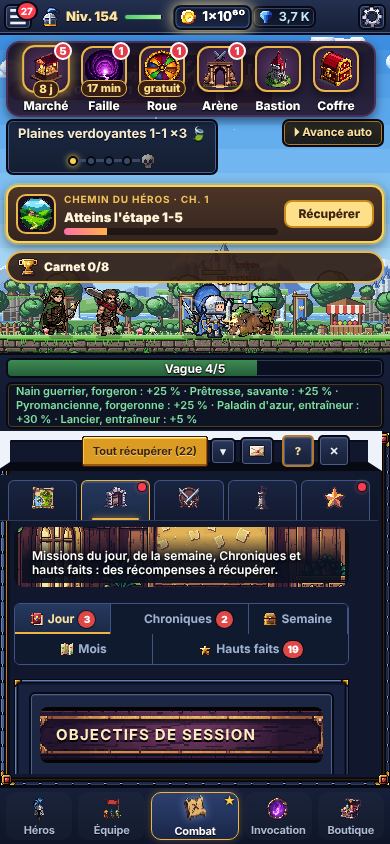 27
Niv. 154
1×10⁶⁰
3,7 K
5
1
1
1
8 j
17 min
gratuit
Marché
Faille
Roue
Arène
Bastion
Coffre
Plaines verdoyantes 1-1 ×3
Avance auto
CHEMIN DU HÉROS · CH. 1
Atteins l'étape 1-5
Récupérer
Carnet 0/8
Vague 4/5
Nain guerrier, forgeron : +25 % · Prêtresse, savante : +25 % ·
Pyromancienne, forgeronne : +25 % · Paladin d'azur, entraîneur :
+30 % · Lancier, entraîneur : +5 %
Tout récupérer (22)
▾
?
✕
Missions du jour, de la semaine, Chroniques et
hauts faits : des récompenses à récupérer.
Jour 3
Chroniques 2
Semaine
Mois
Hauts faits 19
OBJECTIFS DE SESSION
Héros
Équipe
Combat
Invocation
Boutique